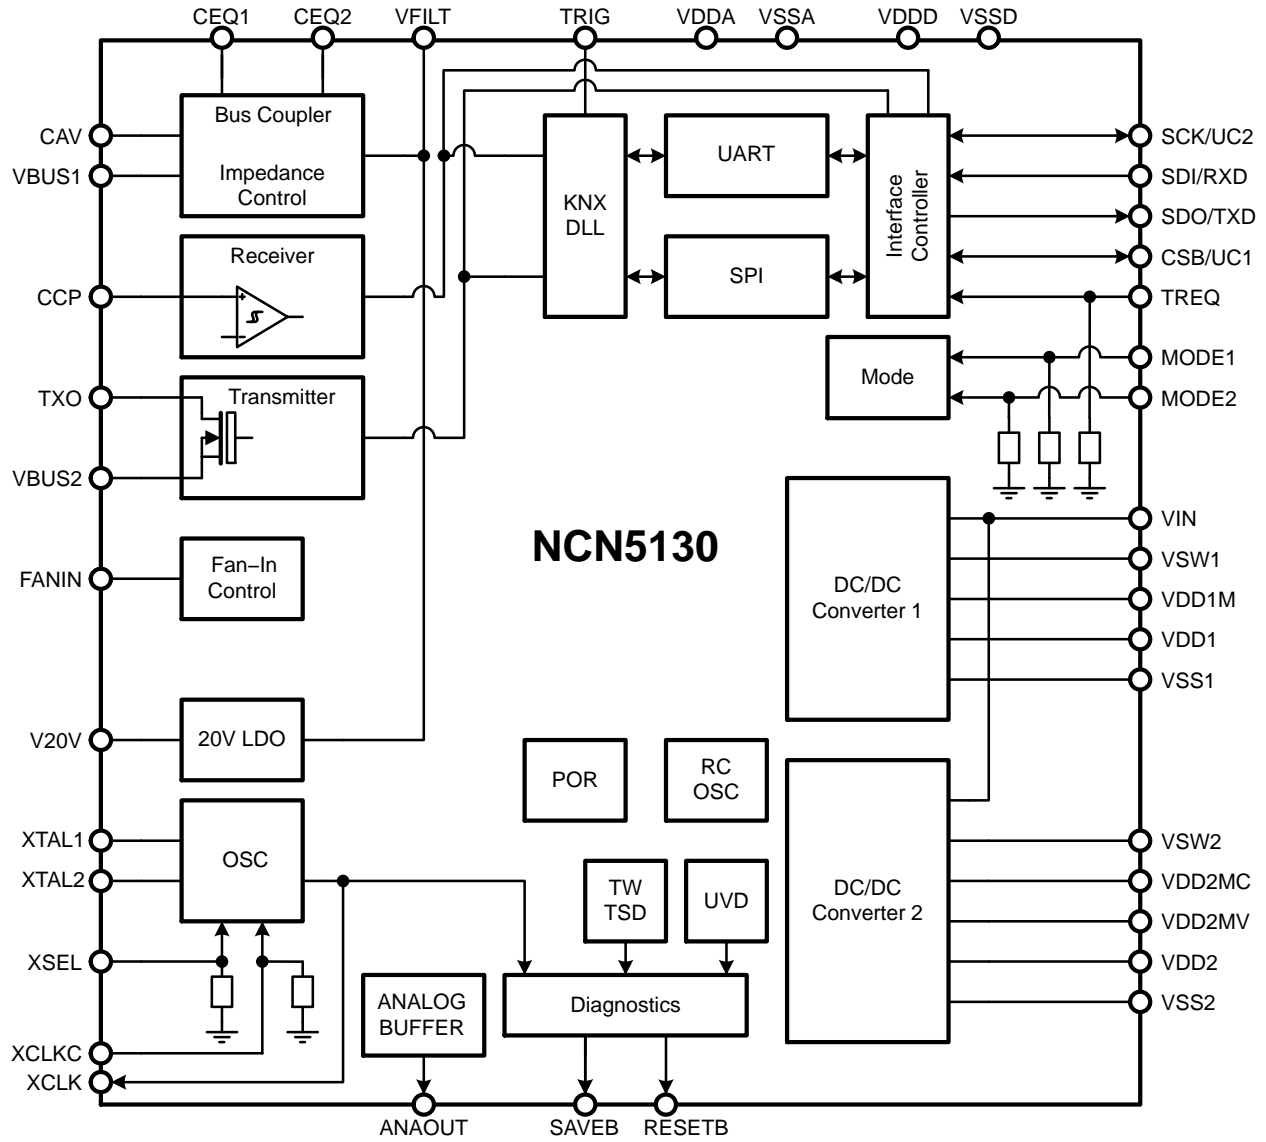 CEQ1
CEQ2
VFILT
TRIG
VDDA
VSSA
VDDD
VSSD
CAV
VBUS1
Bus Coupler
Impedance
Control
CCP
Receiver
+
−
TXO
VBUS2
Transmitter
FANIN
Fan−In
Control
V20V
20V LDO
XTAL1
XTAL2
OSC
XSEL
XCLKC
XCLK
KNX
DLL
UART
SPI
Interface
Controller
SCK/UC2
SDI/RXD
SDO/TXD
CSB/UC1
TREQ
Mode
MODE1
MODE2
NCN5130
DC/DC
Converter 1
VIN
VSW1
VDD1M
VDD1
VSS1
POR
RC
OSC
TW
TSD
UVD
DC/DC
Converter 2
VSW2
VDD2MC
VDD2MV
VDD2
VSS2
ANALOG
BUFFER
Diagnostics
ANAOUT
SAVEB
RESETB